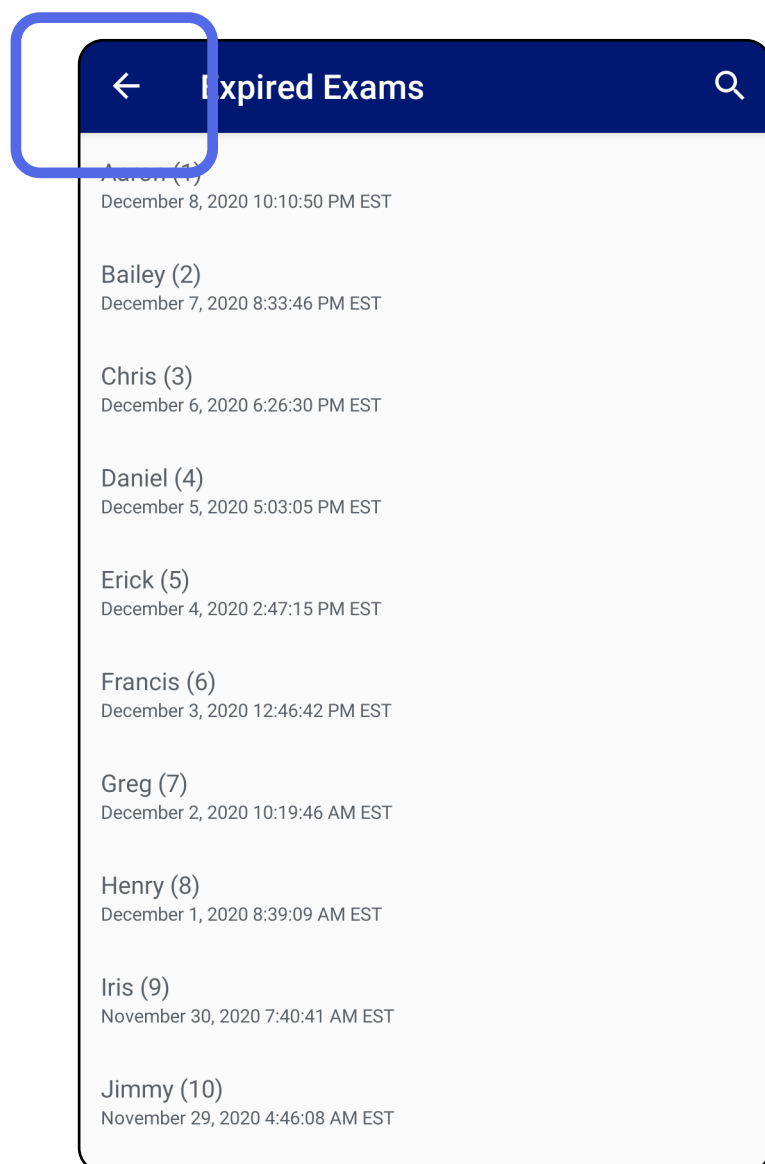 Expired Exams
Aaron (1)
December 8, 2020 10:10:50 PM EST
Bailey (2)
December 7, 2020 8:33:46 PM EST
Chris (3)
December 6, 2020 6:26:30 PM EST
Daniel (4)
December 5, 2020 5:03:05 PM EST
Erick (5)
December 4, 2020 2:47:15 PM EST
Francis (6)
December 3, 2020 12:46:42 PM EST
Greg (7)
December 2, 2020 10:19:46 AM EST
Henry (8)
December 1, 2020 8:39:09 AM EST
Iris (9)
November 30, 2020 7:40:41 AM EST
Jimmy (10)
November 29, 2020 4:46:08 AM EST